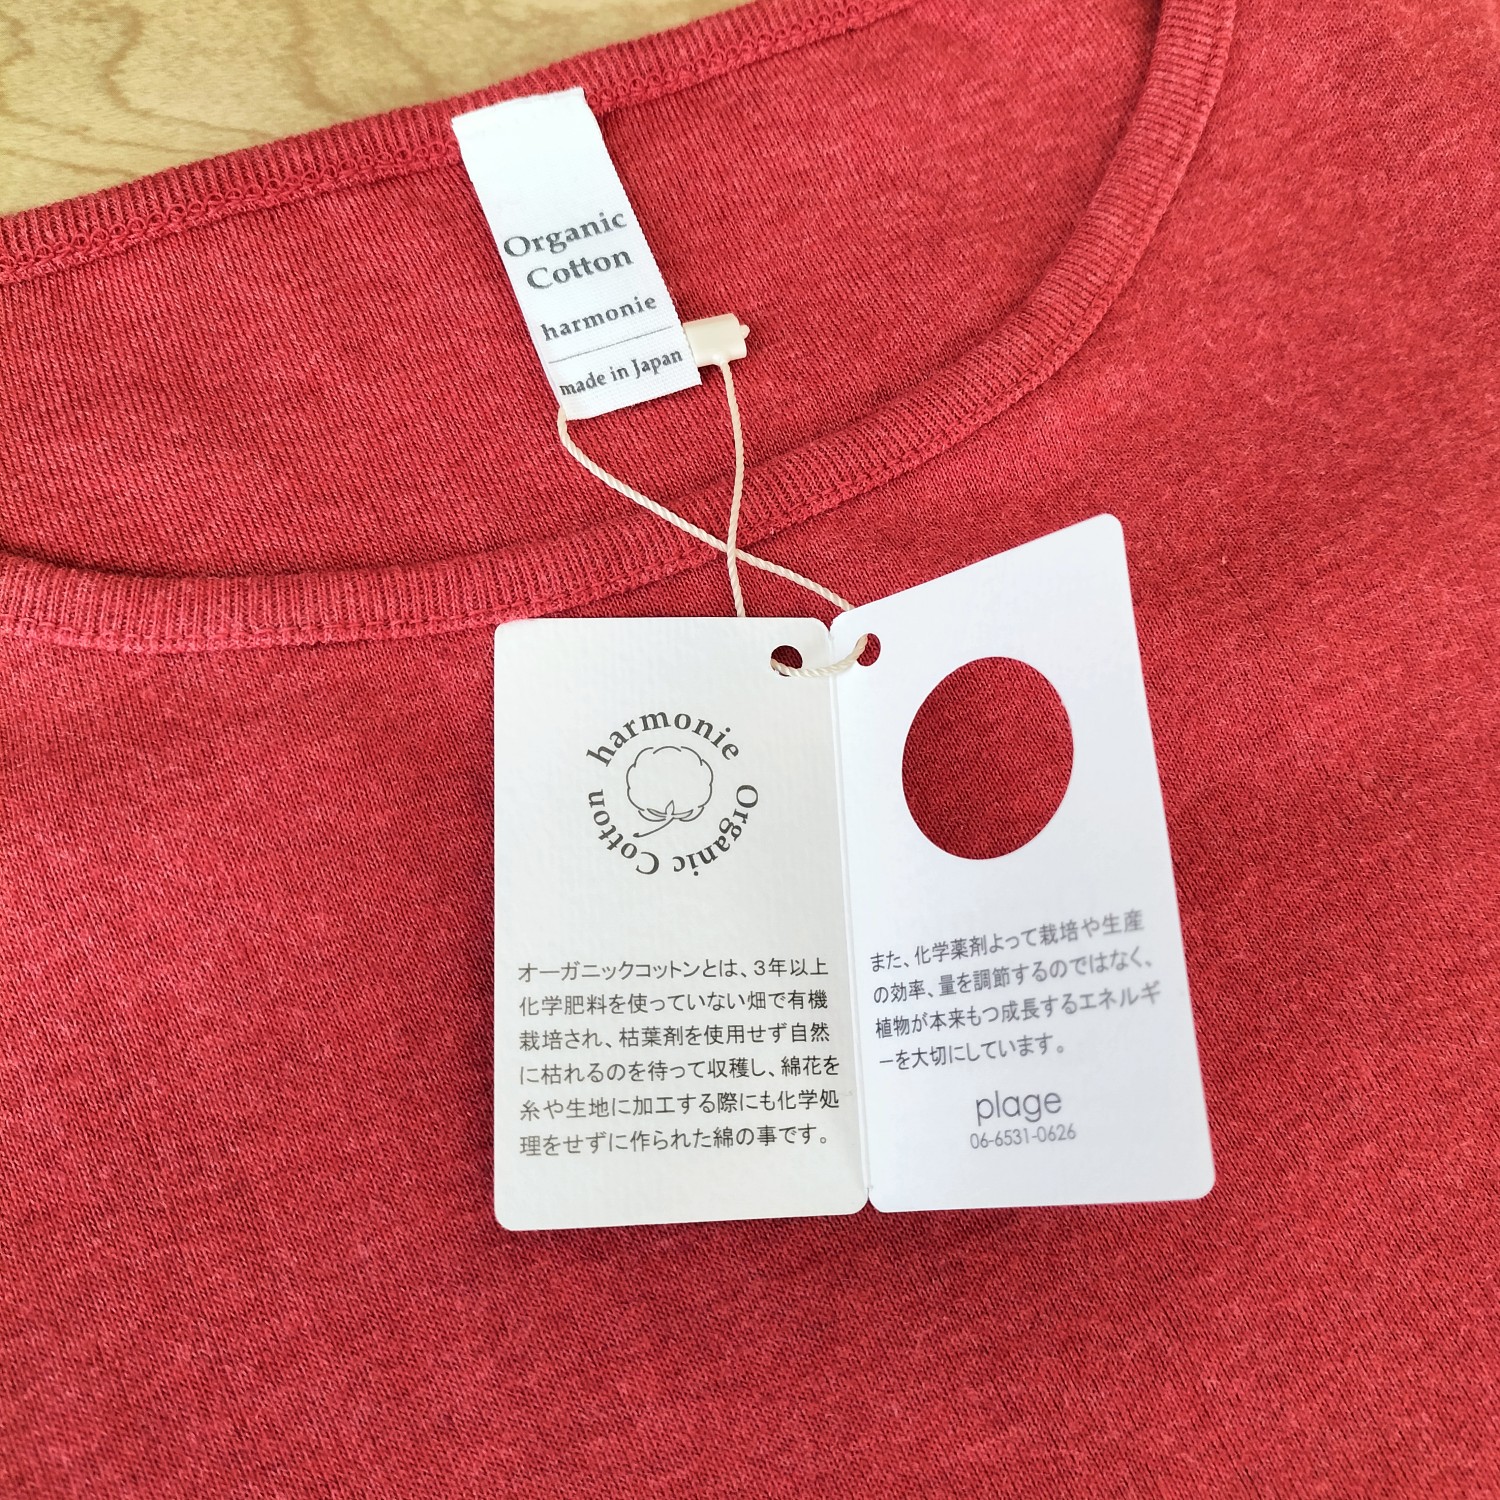 Organic
Cotton
harmonie
made in Japan
harmonie Organic Cotton
オーガニックコットンとは、3年以上
化学肥料を使っていない畑で有機
栽培され、枯葉剤を使用せず自然
に枯れるのを待って収穫し、綿花を
糸や生地に加工する際にも化学処
理をせずに作られた綿の事です。
また、化学薬剤よって栽培や生産
の効率、量を調節するのではなく、
植物が本来もつ成長するエネルギ
ーを大切にしています。
plage
06-6531-0626